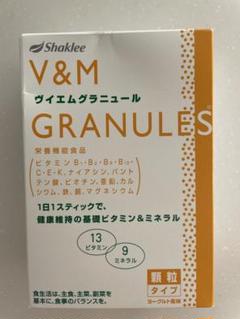 Shaklee
V&M
ヴイエムグラニュール
GRANULES
栄養機能食品
ビタミンB₁・B₂・B₆・B₁₂・
C・E・K、ナイアシン、パント
テン酸、ビオチン、亜鉛、カル
シウム、鉄、銅、マグネシウム
1日1スティックで、
健康維持の基礎ビタミン&ミネラル
13
ビタミン
9
ミネラル
顆粒
タイプ
ヨーグルト風味
食生活は、主食、主菜、副菜を
基本に、食事のバランスを。